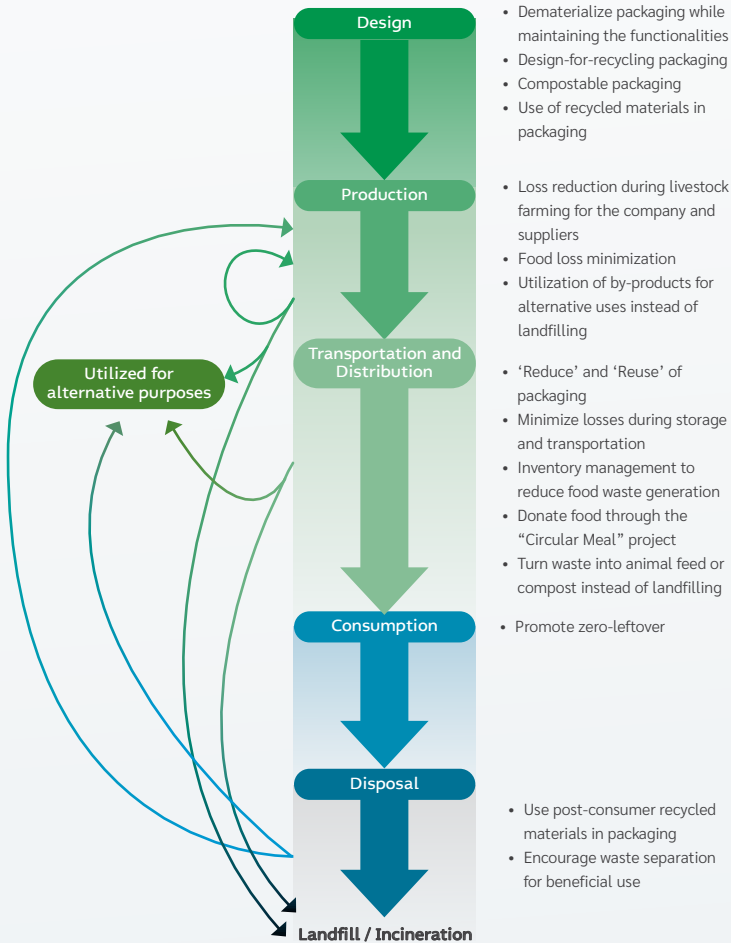 Design
• Dematerialize packaging while
maintaining the functionalities
• Design-for-recycling packaging
• Compostable packaging
• Use of recycled materials in
packaging
Production
• Loss reduction during livestock
farming for the company and
suppliers
• Food loss minimization
• Utilization of by-products for
alternative uses instead of
landfilling
Utilized for
alternative purposes
Transportation and
Distribution
• ‘Reduce’ and ‘Reuse’ of
packaging
• Minimize losses during storage
and transportation
• Inventory management to
reduce food waste generation
• Donate food through the
“Circular Meal” project
• Turn waste into animal feed or
compost instead of landfilling
Consumption
• Promote zero-leftover
Disposal
• Use post-consumer recycled
materials in packaging
• Encourage waste separation
for beneficial use
Landfill / Incineration